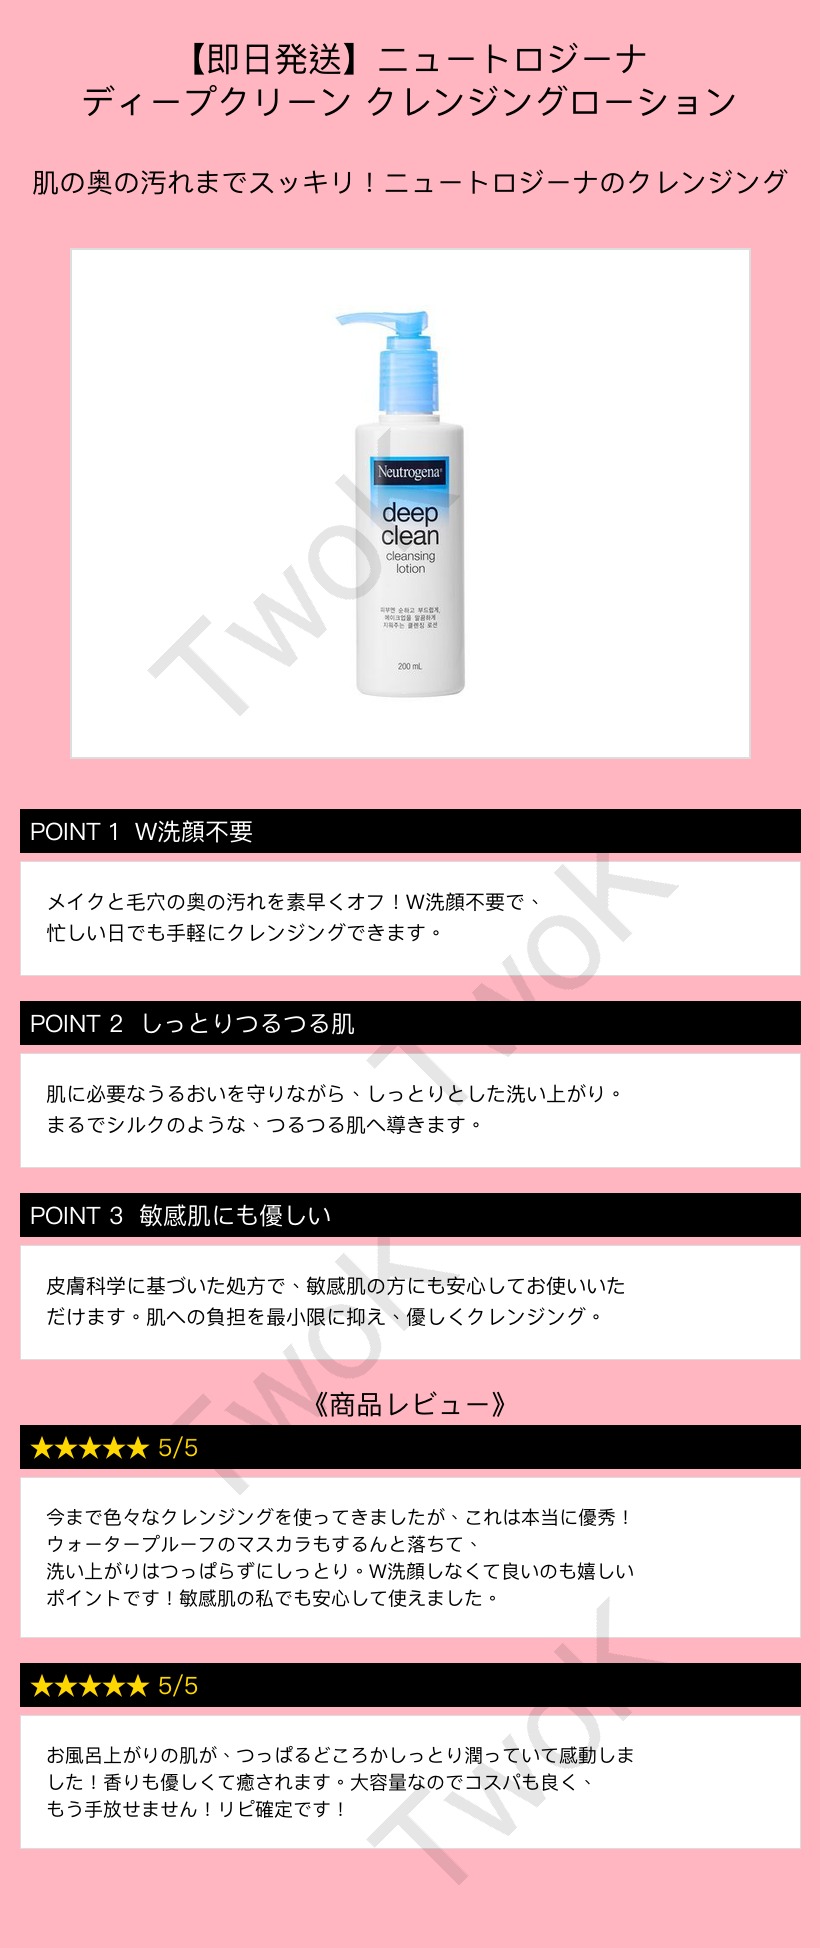 【即日発送】ニュートロジーナ
ディープクリーン クレンジングローション
肌の奥の汚れまでスッキリ！ニュートロジーナのクレンジング
Neutrogena®
deep
clean
cleansing
lotion
피부엔 순하고 부드럽게,
메이크업을 말끔하게
지워주는 클렌징 로션
200 mL
TwoK
POINT 1 W洗顔不要
メイクと毛穴の奥の汚れを素早くオフ！W洗顔不要で、
忙しい日でも手軽にクレンジングできます。
TwoK
POINT 2 しっとりつるつる肌
肌に必要なうるおいを守りながら、しっとりとした洗い上がり。
まるでシルクのような、つるつる肌へ導きます。
POINT 3 敏感肌にも優しい
皮膚科学に基づいた処方で、敏感肌の方にも安心してお使いいた
だけます。肌への負担を最小限に抑え、優しくクレンジング。
TwoK
《商品レビュー》
★★★★★ 5/5
今まで色々なクレンジングを使ってきましたが、これは本当に優秀！
ウォータープルーフのマスカラもするんと落ちて、
洗い上がりはつっぱらずにしっとり。W洗顔しなくて良いのも嬉しい
ポイントです！敏感肌の私でも安心して使えました。
★★★★★ 5/5
お風呂上がりの肌が、つっぱるどころかしっとり潤っていて感動しま
した！香りも優しくて癒されます。大容量なのでコスパも良く、
もう手放せません！リピ確定です！
TwoK